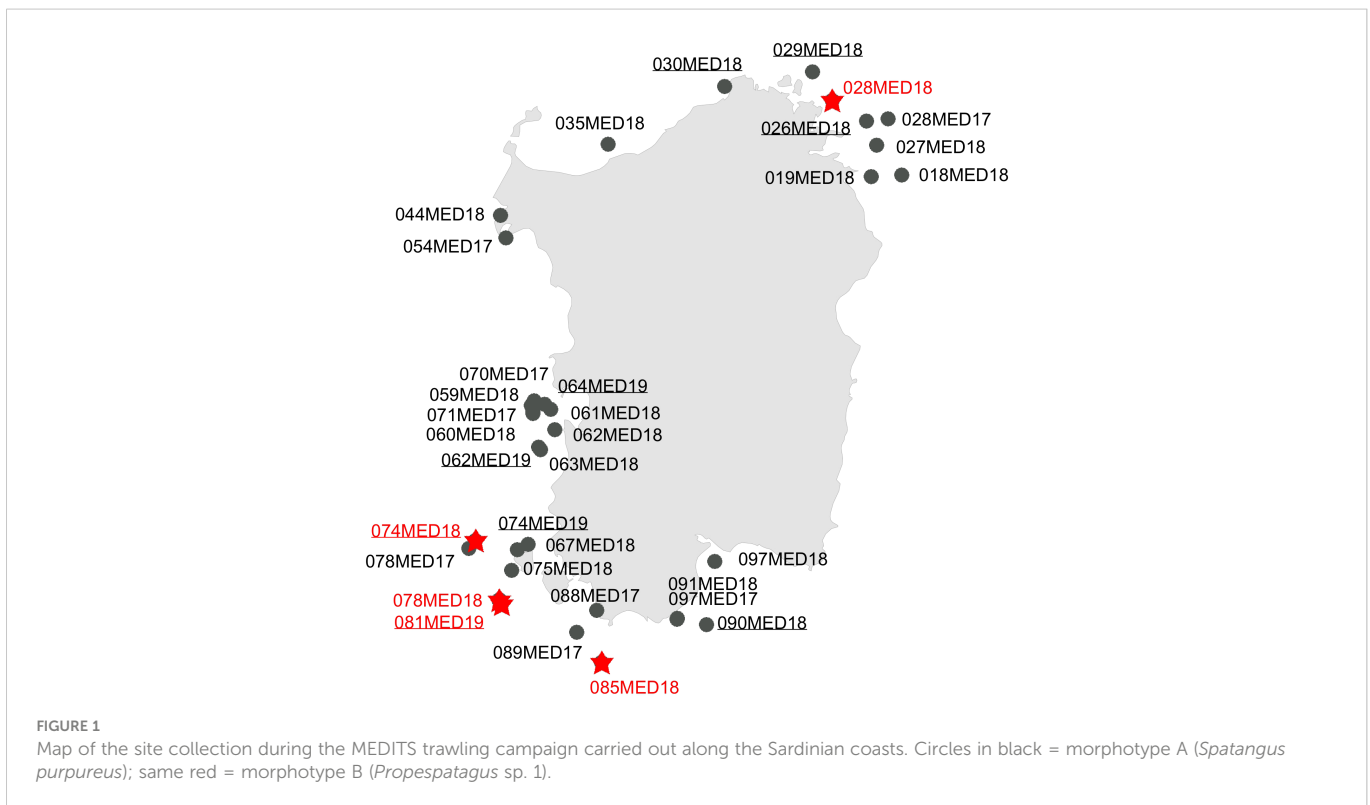 029MED18
030MED18
028MED18
026MED18
028MED17
035MED18
027MED18
019MED18
018MED18
044MED18
054MED17
070MED17
064MED19
059MED18
071MED17
061MED18
060MED18
062MED18
062MED19
063MED18
074MED19
074MED18
067MED18
078MED17
097MED18
075MED18
091MED18
088MED17
097MED17
078MED18
081MED19
090MED18
089MED17
085MED18
FIGURE 1
Map of the site collection during the MEDITS trawling campaign carried out along the Sardinian coasts. Circles in black = morphotype A (Spatangus
purpureus); same red = morphotype B (Propespatagus sp. 1).